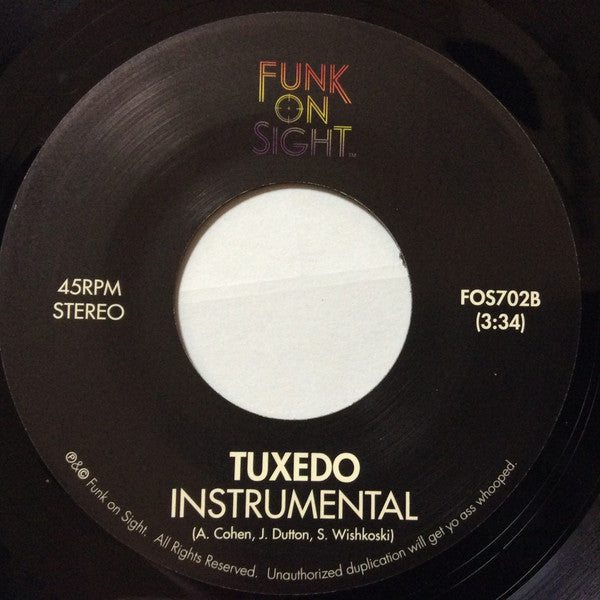 FUNK
ON
SIGHT™
45RPM
STEREO
FOS702B
(3:34)
TUXEDO
INSTRUMENTAL
(A. Cohen, J. Dutton, S. Wishkoski)
℗&© Funk on Sight. All Rights Reserved. Unauthorized duplication will get yo ass whooped.